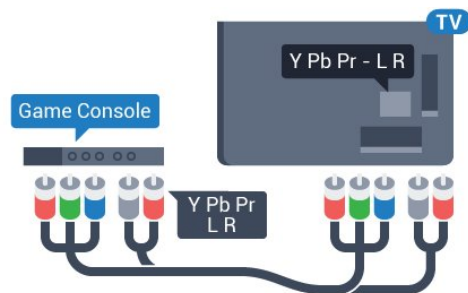 TV
Y Pb Pr - L R
Game Console
Y Pb Pr
L R